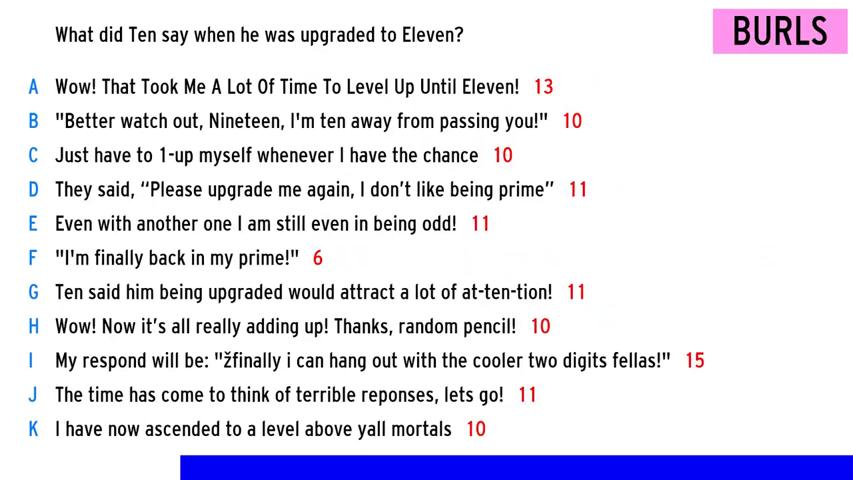 What did Ten say when he was upgraded to Eleven?
BURLS
A Wow! That Took Me A Lot Of Time To Level Up Until Eleven! 13
B "Better watch out, Nineteen, I'm ten away from passing you!" 10
C Just have to 1-up myself whenever I have the chance 10
D They said, “Please upgrade me again, I don’t like being prime” 11
E Even with another one I am still even in being odd! 11
F "I'm finally back in my prime!" 6
G Ten said him being upgraded would attract a lot of at-ten-tion! 11
H Wow! Now it’s all really adding up! Thanks, random pencil! 10
I My respond will be: "žfinally i can hang out with the cooler two digits fellas!" 15
J The time has come to think of terrible reponses, lets go! 11
K I have now ascended to a level above yall mortals 10